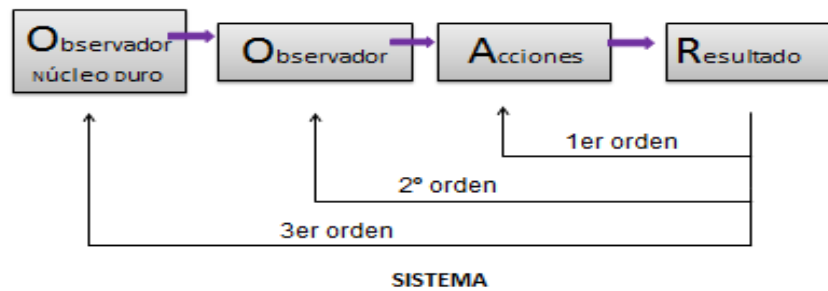 Observador
Núcleo Duro
Observador
Acciones
Resultado
1er orden
2º orden
3er orden
SISTEMA